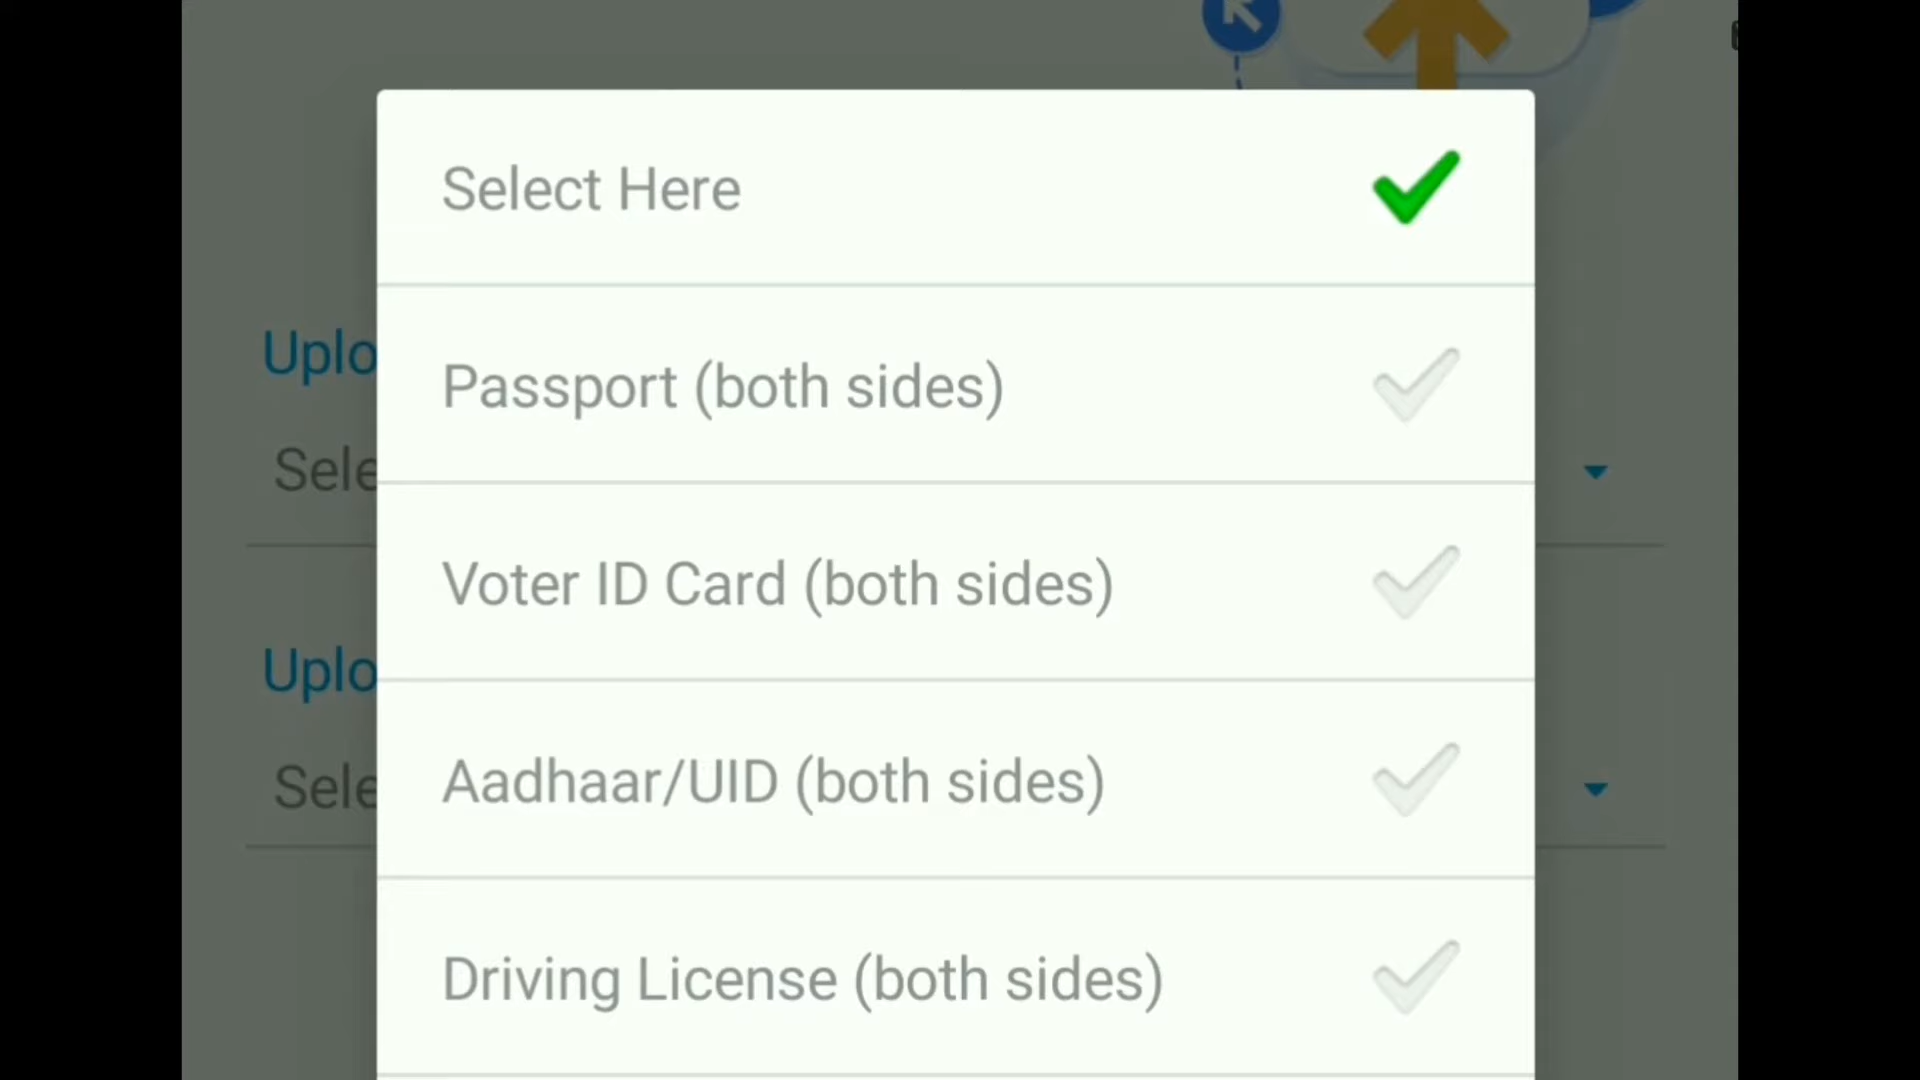 Select Here
Passport (both sides)
Uplo
Sele
Voter ID Card (both sides)
Uplo
Sele
Aadhaar/UID (both sides)
Driving License (both sides)